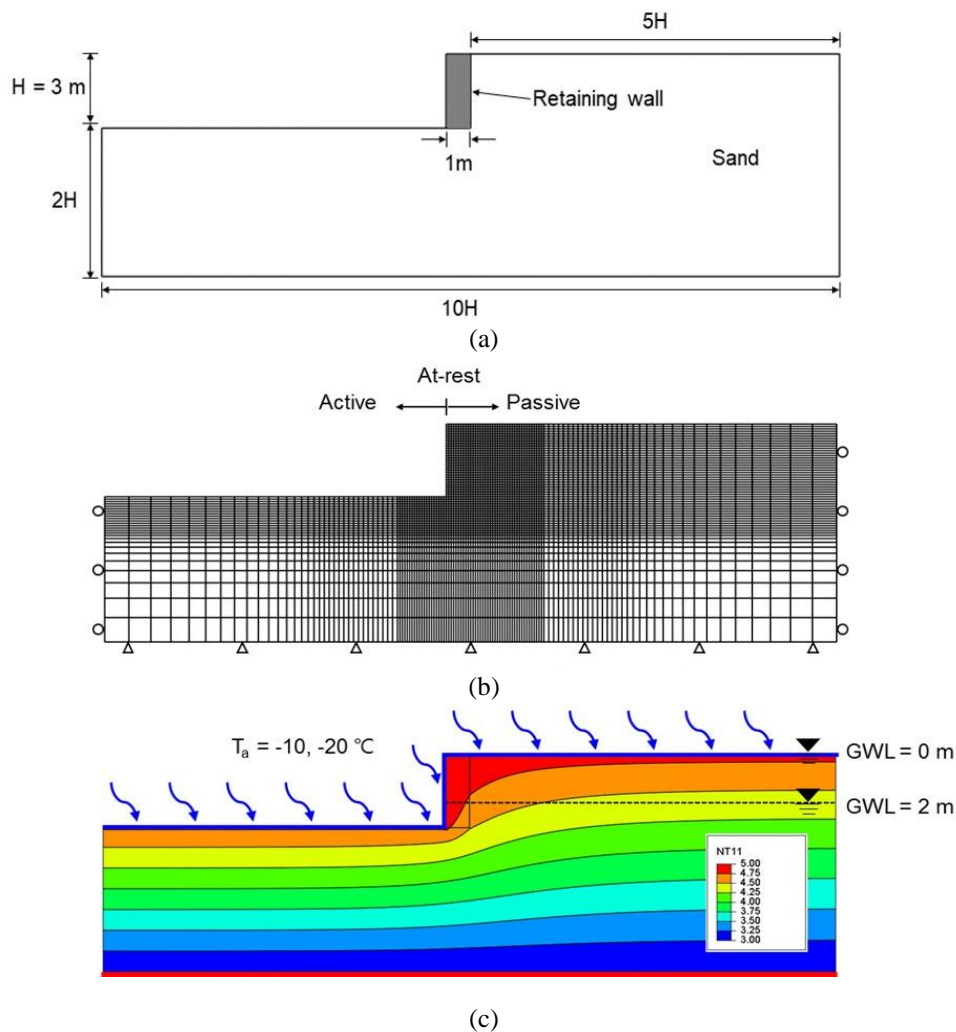 (a)
5H
H = 3 m
Retaining wall
1m
Sand
2H
10H
(a)
At-rest
Active
Passive
(b)
Tₐ = -10, -20 ℃
GWL = 0 m
GWL = 2 m
NT11
5.00
4.75
4.50
4.25
4.00
3.75
3.50
3.25
3.00
(c)